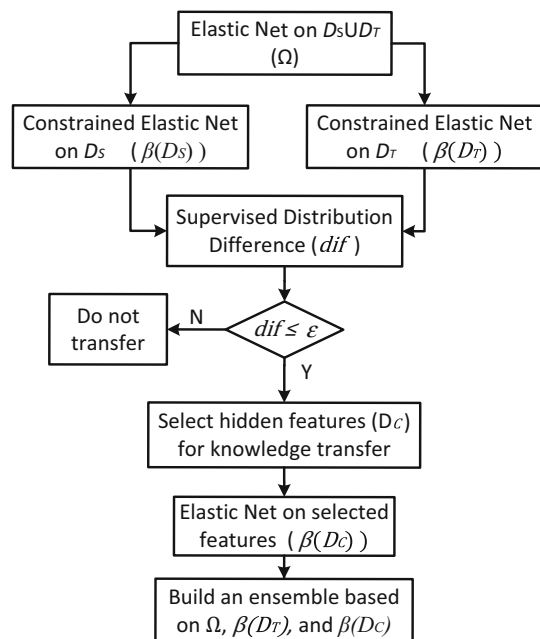 Elastic Net on DSUDT
(Ω)
Constrained Elastic Net
on DS (β(DS))
Constrained Elastic Net
on DT (β(DT))
Supervised Distribution
Difference (dif)
Do not
transfer
N
dif ≤ ε
Y
Select hidden features (DC)
for knowledge transfer
Elastic Net on selected
features (β(DC))
Build an ensemble based
on Ω, β(DT), and β(DC)